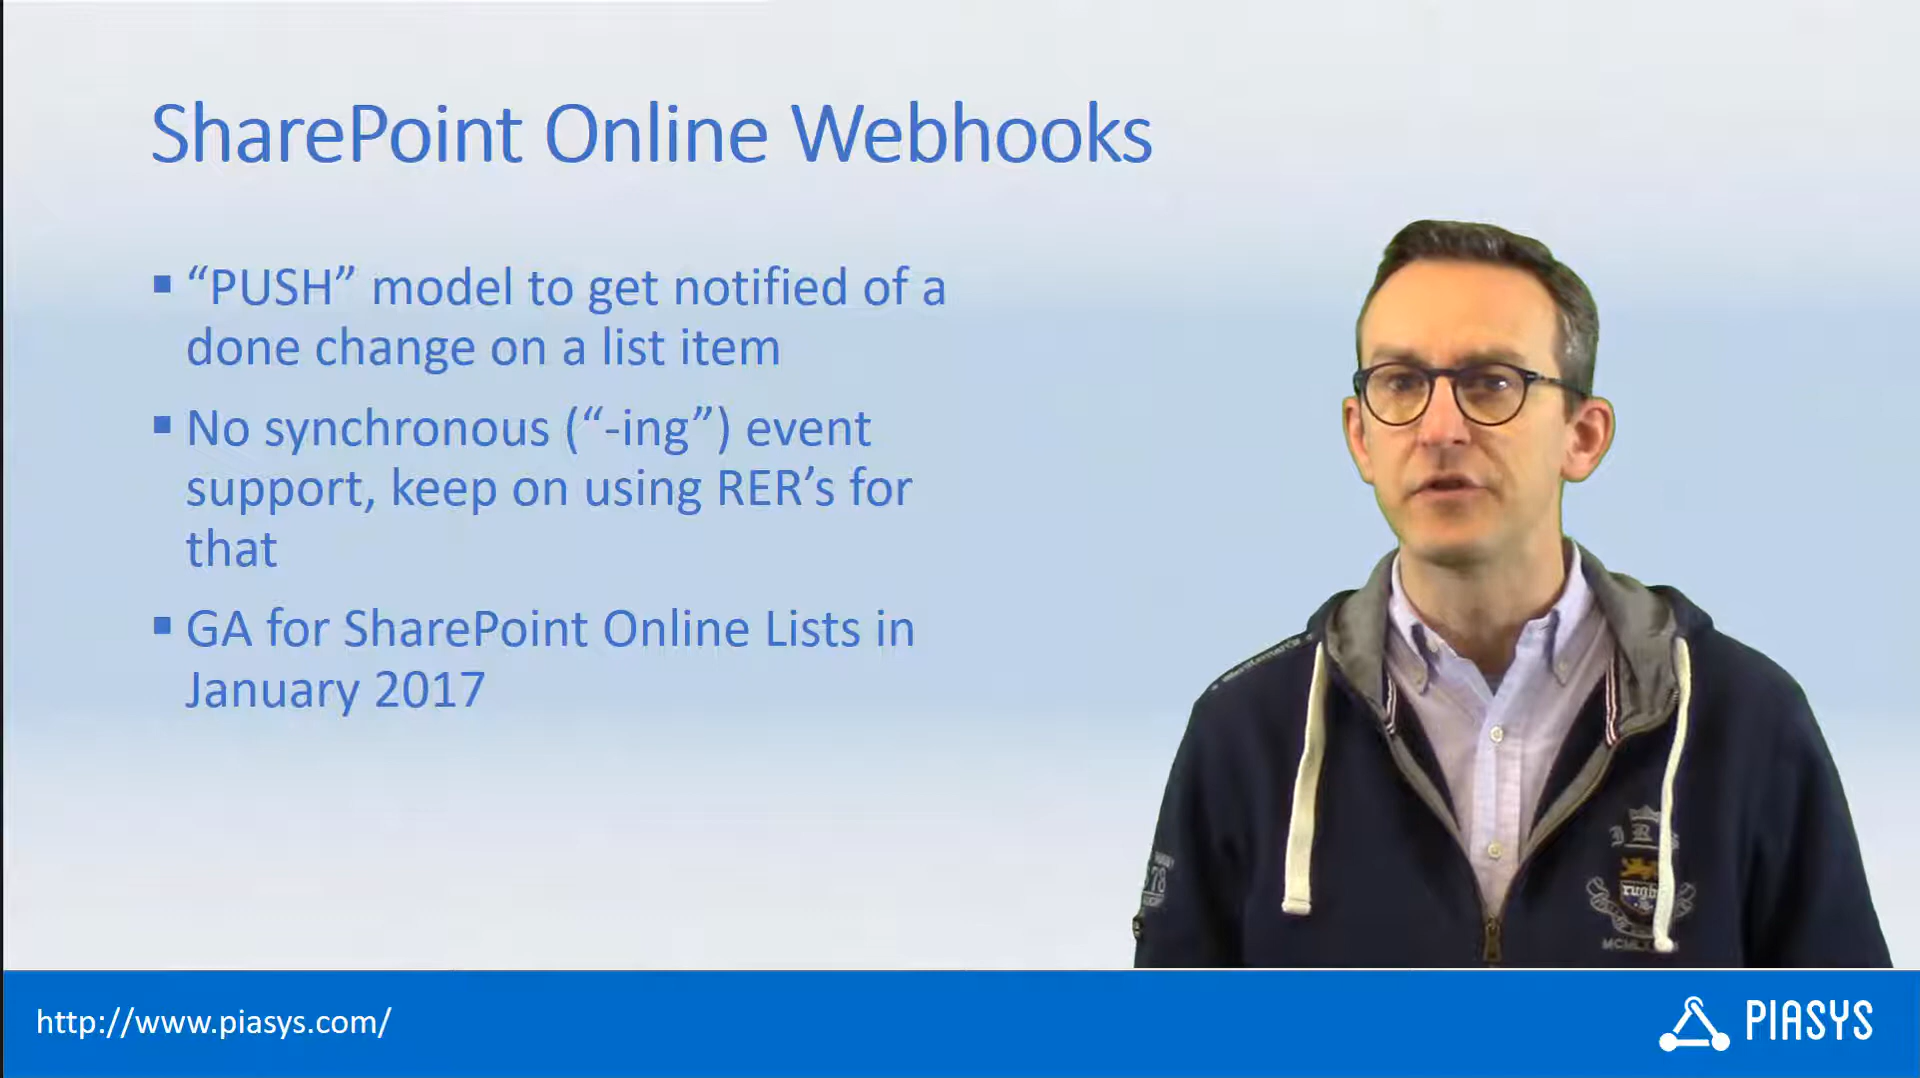 SharePoint Online Webhooks
▪ “PUSH” model to get notified of a
done change on a list item
▪ No synchronous (“-ing”) event
support, keep on using RER’s for
that
▪ GA for SharePoint Online Lists in
January 2017
78
rugby
http://www.piasys.com/
PIASYS